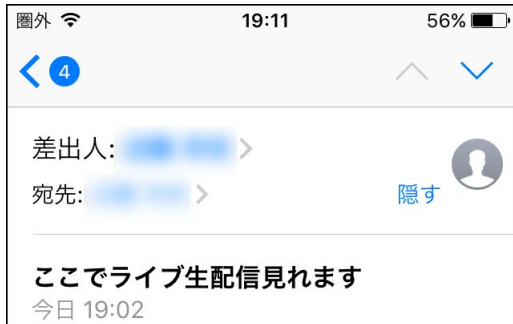 圏外 19:11 56%
4
差出人:
宛先: 隠す
ここでライブ生配信見れます
今日 19:02